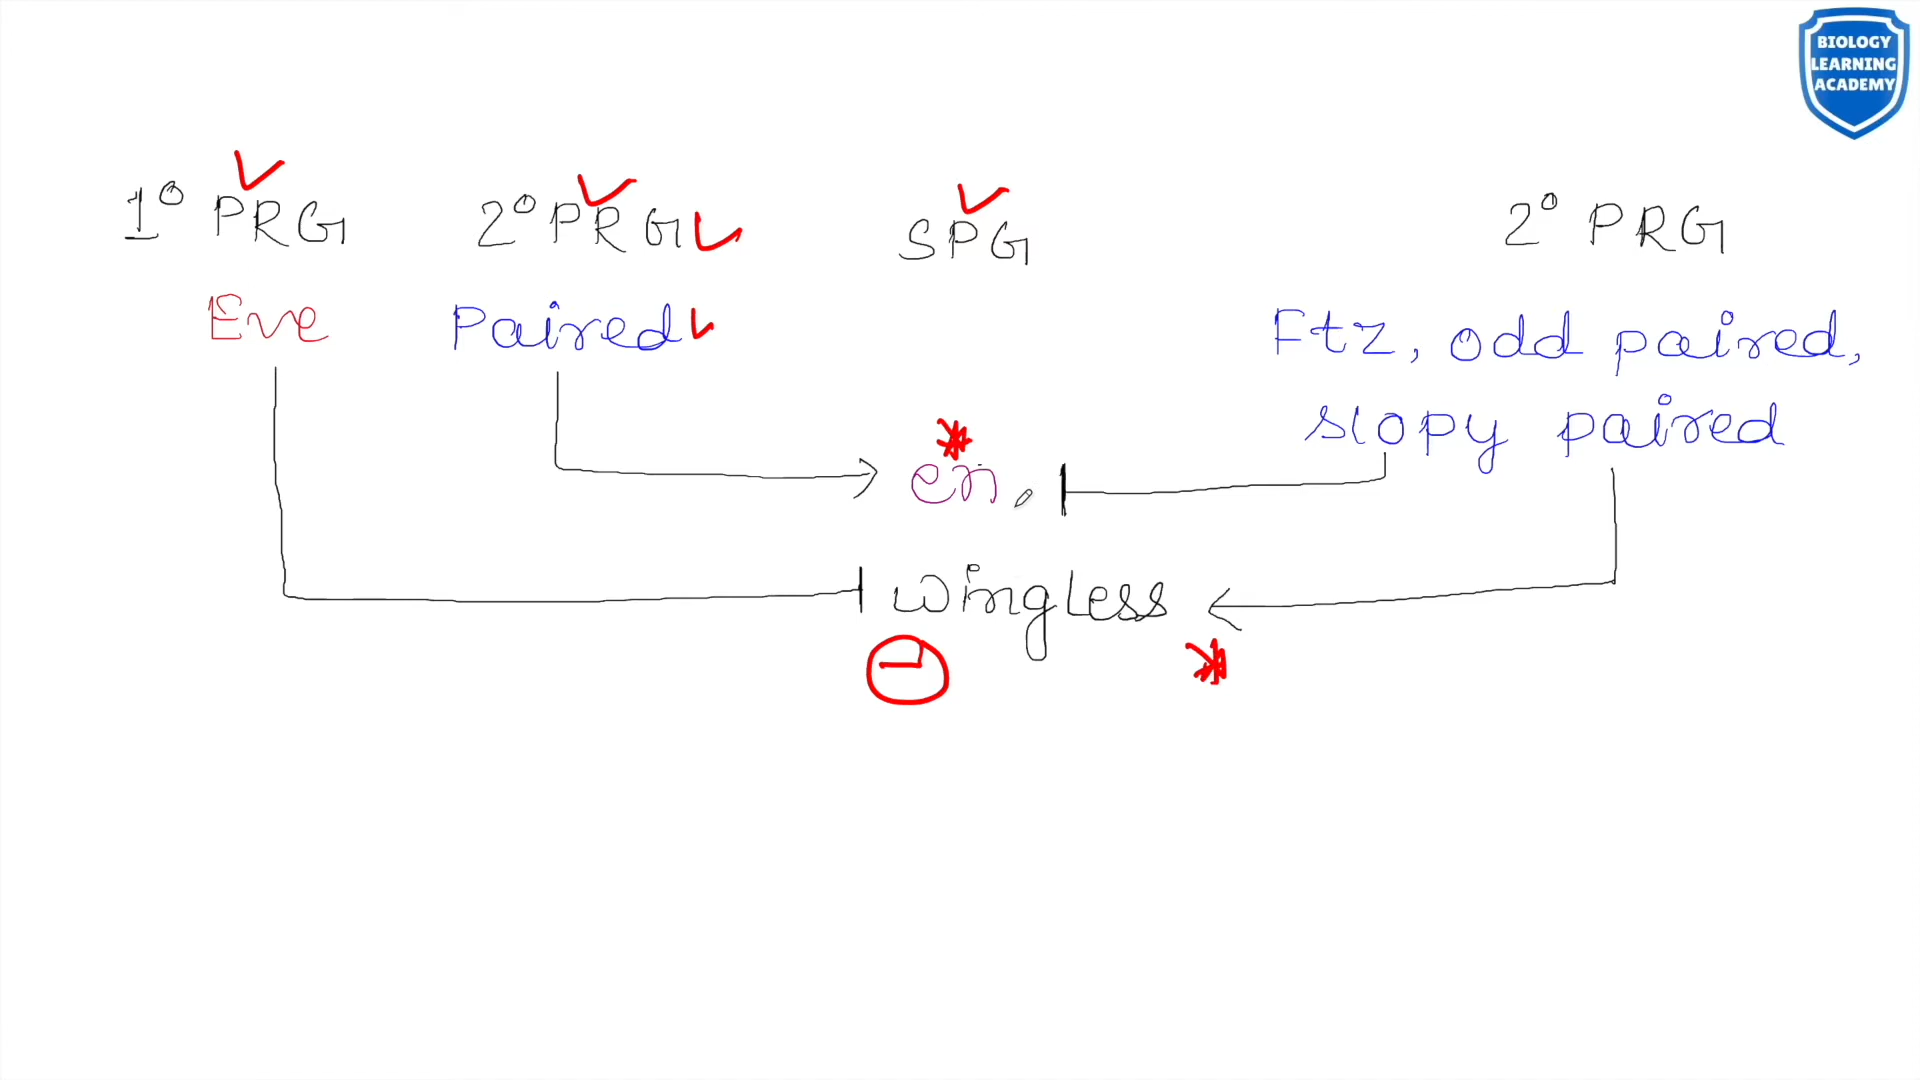 BIOLOGY
LEARNING
ACADEMY
1° PRG 2° PRG SPG 2° PRG
Eve Paired Ftz, odd paired,
slopy paired
en
wingless